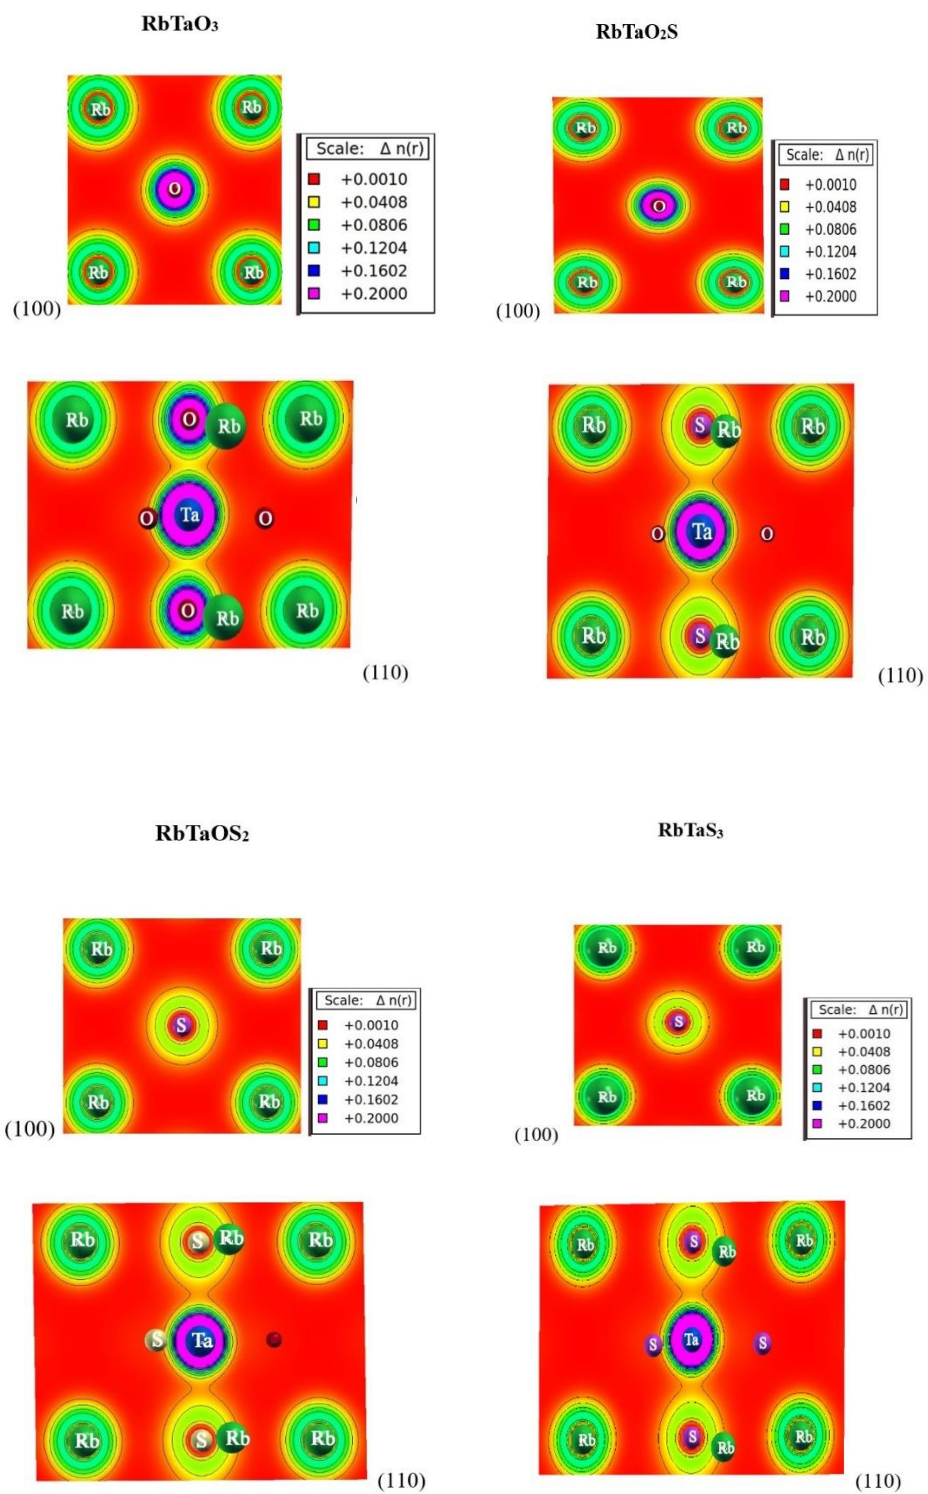 RbTaO₃
RbTaO₂S
Rb Rb
O
Rb Rb
(100)
Scale: Δ n(r)
+0.0010
+0.0408
+0.0806
+0.1204
+0.1602
+0.2000
Rb Rb
O
Rb Rb
(100)
Scale: Δ n(r)
+0.0010
+0.0408
+0.0806
+0.1204
+0.1602
+0.2000
Rb O Rb Rb
O Ta O
Rb O Rb Rb
(110)
Rb S Rb Rb
O Ta O
Rb S Rb Rb
(110)
RbTaOS₂
RbTaS₃
Rb Rb
S
Rb Rb
(100)
Scale: Δ n(r)
+0.0010
+0.0408
+0.0806
+0.1204
+0.1602
+0.2000
Rb Rb
S
Rb Rb
(100)
Scale: Δ n(r)
+0.0010
+0.0408
+0.0806
+0.1204
+0.1602
+0.2000
Rb S Rb Rb
S Ta
Rb S Rb Rb
(110)
Rb S Rb Rb
S Ta S
Rb S Rb Rb
(110)